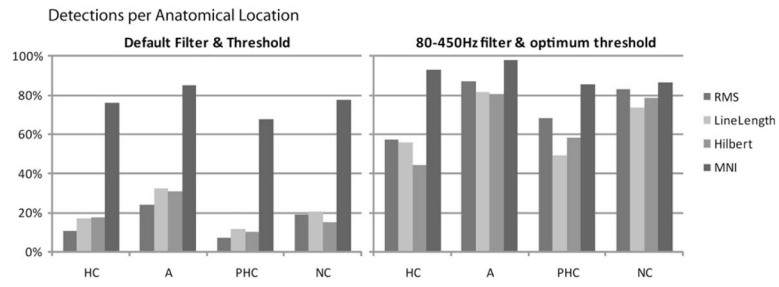 Detections per Anatomical Location
Default Filter & Threshold
80-450Hz filter & optimum threshold
100%
80%
60%
40%
20%
0%
HC A PHC NC
HC A PHC NC
RMS
LineLength
Hilbert
MNI